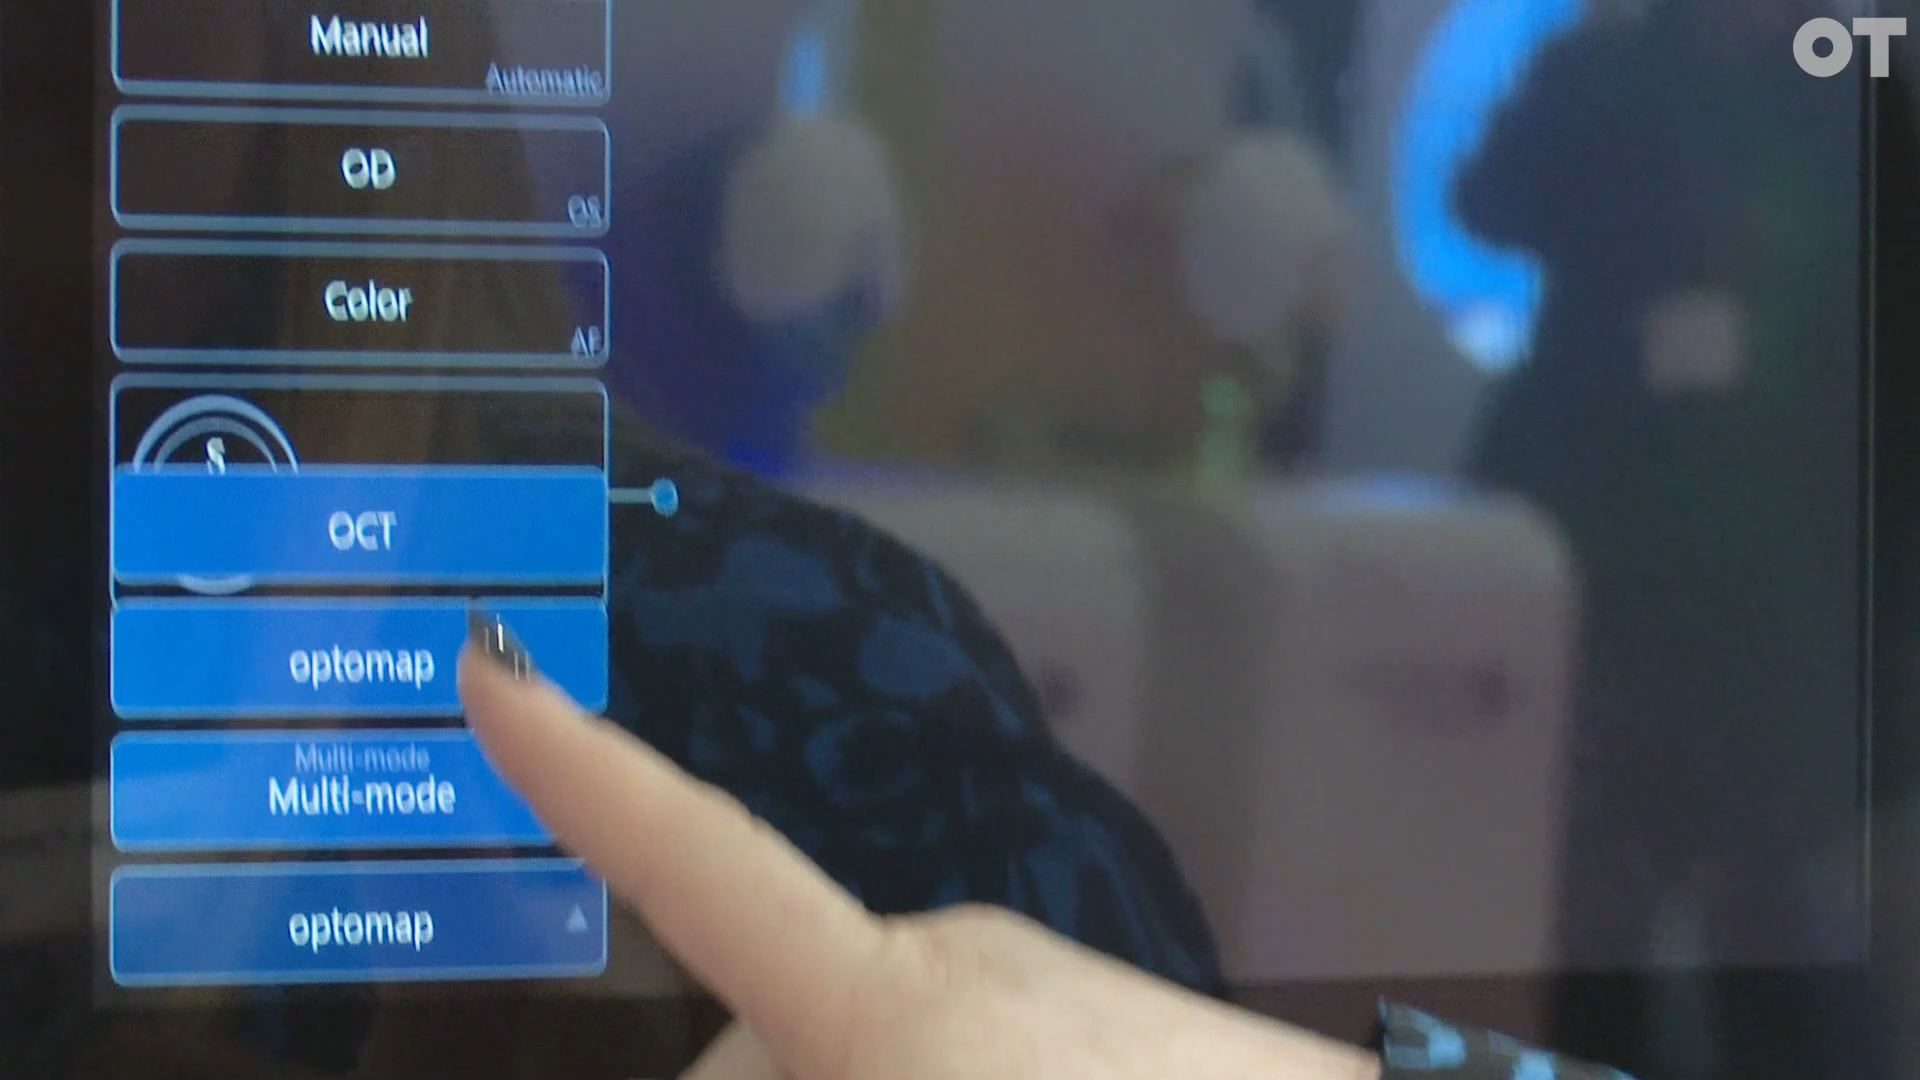 OT
Manual
Automatic
OD
OS
Color
AF
S
OCT
optomap
Multi-mode
Multi-mode
optomap